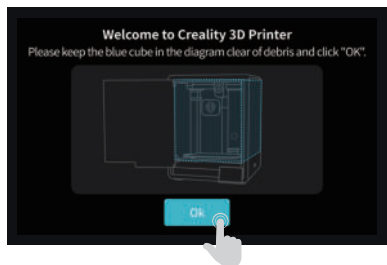 Welcome to Creality 3D Printer
Please keep the blue cube in the diagram clear of debris and click "OK".
Ok